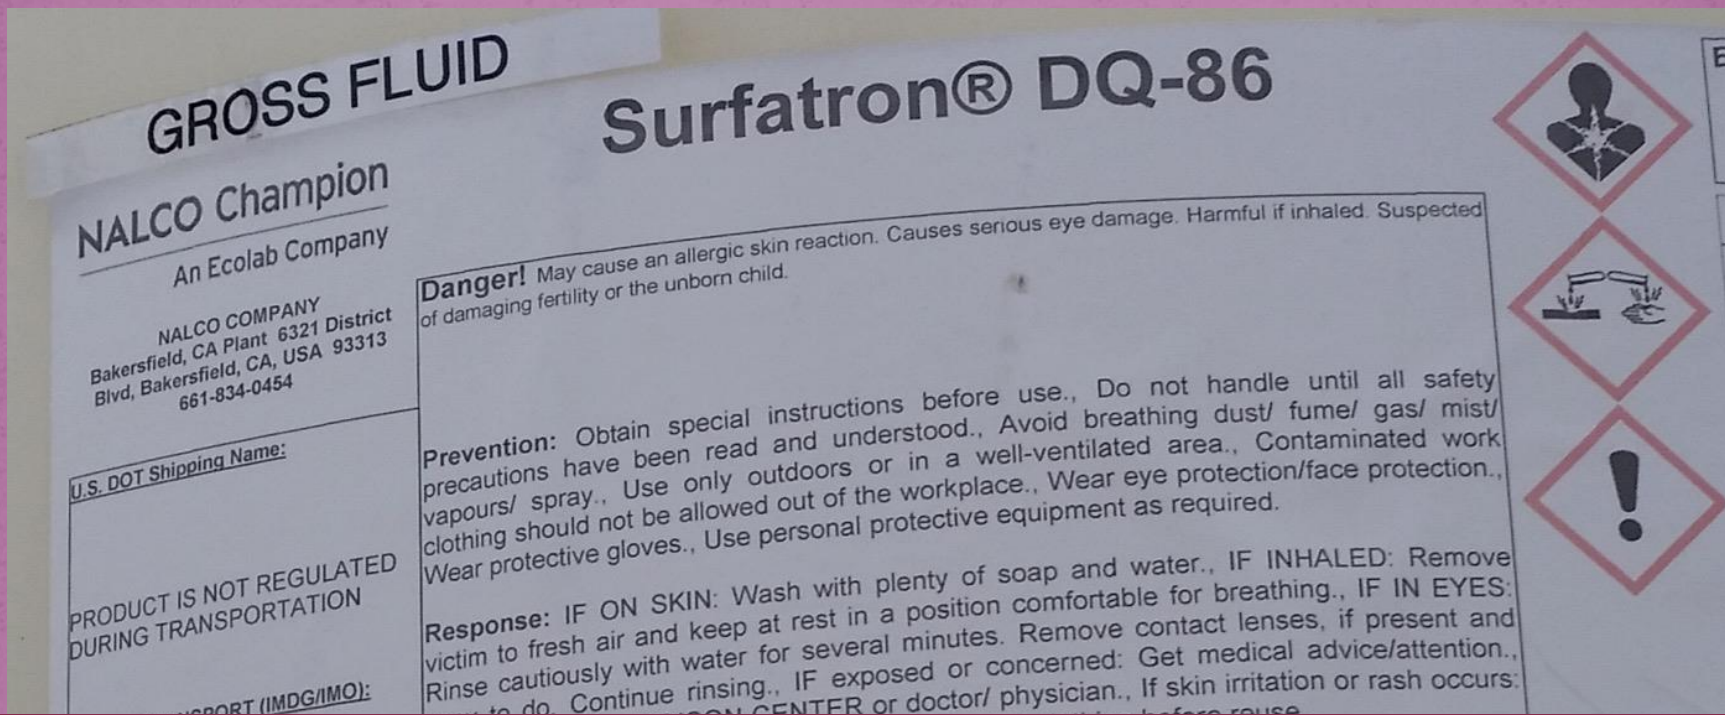 GROSS FLUID
Surfatron® DQ-86
NALCO Champion
An Ecolab Company
NALCO COMPANY
Bakersfield, CA Plant 6321 District
Blvd, Bakersfield, CA, USA 93313
661-834-0454
U.S. DOT Shipping Name:
PRODUCT IS NOT REGULATED
DURING TRANSPORTATION
(IMDG/IMO):
Danger! May cause an allergic skin reaction. Causes serious eye damage. Harmful if inhaled. Suspected
of damaging fertility or the unborn child.
Prevention: Obtain special instructions before use., Do not handle until all safety
precautions have been read and understood., Avoid breathing dust/ fume/ gas/ mist/
vapours/ spray., Use only outdoors or in a well-ventilated area., Contaminated work
clothing should not be allowed out of the workplace., Wear eye protection/face protection.,
Wear protective gloves., Use personal protective equipment as required.
Response: IF ON SKIN: Wash with plenty of soap and water., IF INHALED: Remove
victim to fresh air and keep at rest in a position comfortable for breathing., IF IN EYES:
Rinse cautiously with water for several minutes. Remove contact lenses, if present and
to do. Continue rinsing., IF exposed or concerned: Get medical advice/attention.,
CENTER or doctor/ physician., If skin irritation or rash occurs: